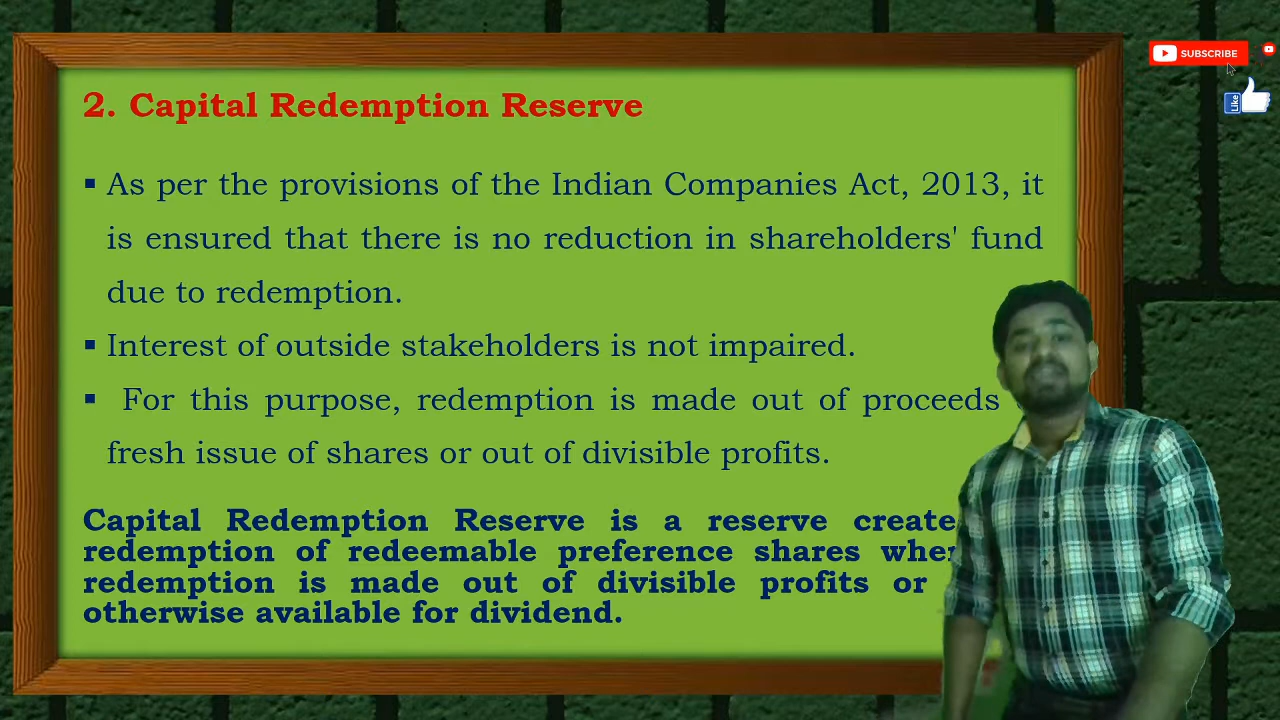 SUBSCRIBE
Like
2. Capital Redemption Reserve
▪ As per the provisions of the Indian Companies Act, 2013, it
is ensured that there is no reduction in shareholders' fund
due to redemption.
▪ Interest of outside stakeholders is not impaired.
▪ For this purpose, redemption is made out of proceeds
fresh issue of shares or out of divisible profits.
Capital Redemption Reserve is a reserve create
redemption of redeemable preference shares
redemption is made out of divisible profits or
otherwise available for dividend.